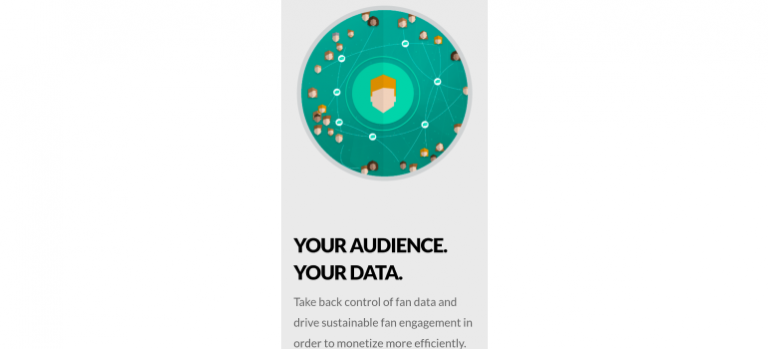 YOUR AUDIENCE.
YOUR DATA.
Take back control of fan data and
drive sustainable fan engagement in
order to monetize more efficiently.